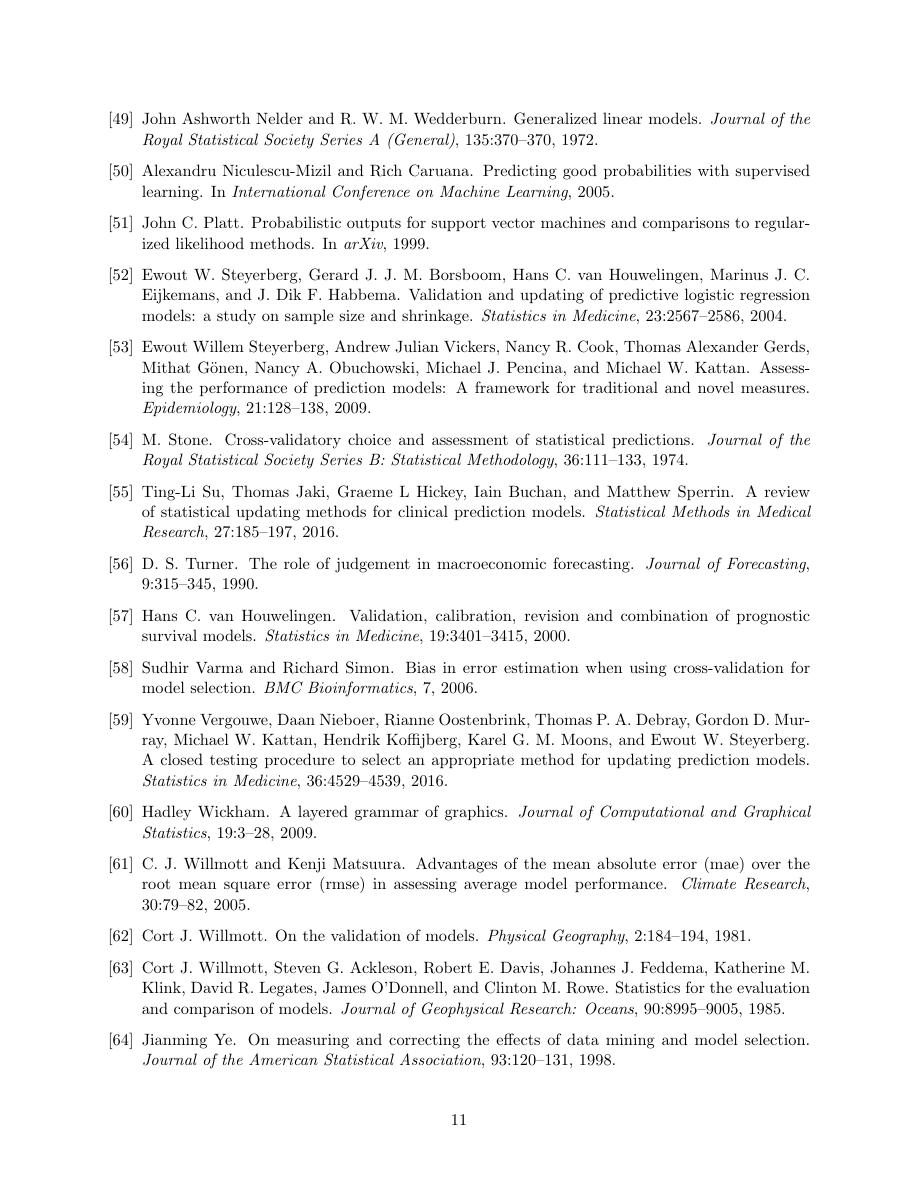 [49] John Ashworth Nelder and R. W. M. Wedderburn. Generalized linear models. Journal of the
Royal Statistical Society Series A (General), 135:370–370, 1972.
[50] Alexandru Niculescu-Mizil and Rich Caruana. Predicting good probabilities with supervised
learning. In International Conference on Machine Learning, 2005.
[51] John C. Platt. Probabilistic outputs for support vector machines and comparisons to regular-
ized likelihood methods. In arXiv, 1999.
[52] Ewout W. Steyerberg, Gerard J. J. M. Borsboom, Hans C. van Houwelingen, Marinus J. C.
Eijkemans, and J. Dik F. Habbema. Validation and updating of predictive logistic regression
models: a study on sample size and shrinkage. Statistics in Medicine, 23:2567–2586, 2004.
[53] Ewout Willem Steyerberg, Andrew Julian Vickers, Nancy R. Cook, Thomas Alexander Gerds,
Mithat Gönen, Nancy A. Obuchowski, Michael J. Pencina, and Michael W. Kattan. Assess-
ing the performance of prediction models: A framework for traditional and novel measures.
Epidemiology, 21:128–138, 2009.
[54] M. Stone. Cross-validatory choice and assessment of statistical predictions. Journal of the
Royal Statistical Society Series B: Statistical Methodology, 36:111–133, 1974.
[55] Ting-Li Su, Thomas Jaki, Graeme L Hickey, Iain Buchan, and Matthew Sperrin. A review
of statistical updating methods for clinical prediction models. Statistical Methods in Medical
Research, 27:185–197, 2016.
[56] D. S. Turner. The role of judgement in macroeconomic forecasting. Journal of Forecasting,
9:315–345, 1990.
[57] Hans C. van Houwelingen. Validation, calibration, revision and combination of prognostic
survival models. Statistics in Medicine, 19:3401–3415, 2000.
[58] Sudhir Varma and Richard Simon. Bias in error estimation when using cross-validation for
model selection. BMC Bioinformatics, 7, 2006.
[59] Yvonne Vergouwe, Daan Nieboer, Rianne Oostenbrink, Thomas P. A. Debray, Gordon D. Mur-
ray, Michael W. Kattan, Hendrik Koffijberg, Karel G. M. Moons, and Ewout W. Steyerberg.
A closed testing procedure to select an appropriate method for updating prediction models.
Statistics in Medicine, 36:4529–4539, 2016.
[60] Hadley Wickham. A layered grammar of graphics. Journal of Computational and Graphical
Statistics, 19:3–28, 2009.
[61] C. J. Willmott and Kenji Matsuura. Advantages of the mean absolute error (mae) over the
root mean square error (rmse) in assessing average model performance. Climate Research,
30:79–82, 2005.
[62] Cort J. Willmott. On the validation of models. Physical Geography, 2:184–194, 1981.
[63] Cort J. Willmott, Steven G. Ackleson, Robert E. Davis, Johannes J. Feddema, Katherine M.
Klink, David R. Legates, James O'Donnell, and Clinton M. Rowe. Statistics for the evaluation
and comparison of models. Journal of Geophysical Research: Oceans, 90:8995–9005, 1985.
[64] Jianming Ye. On measuring and correcting the effects of data mining and model selection.
Journal of the American Statistical Association, 93:120–131, 1998.
11